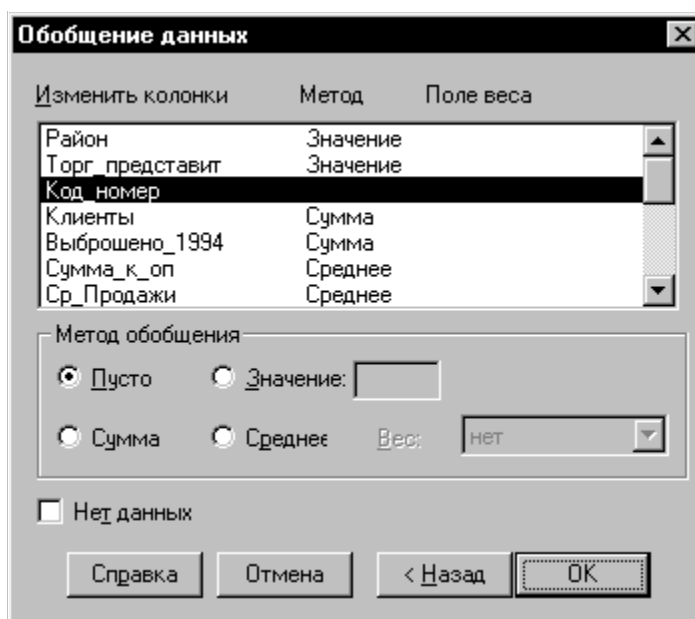 Обобщение данных
Изменить колонки Метод Поле веса
Район Значение
Торг_представит Значение
Код_номер
Клиенты Сумма
Выброшено_1994 Сумма
Сумма_к_оп Среднее
Ср_Продажи Среднее
Метод обобщения
Пусто Значение:
Сумма Среднее Вес: нет
Нет данных
Справка Отмена < Назад OK